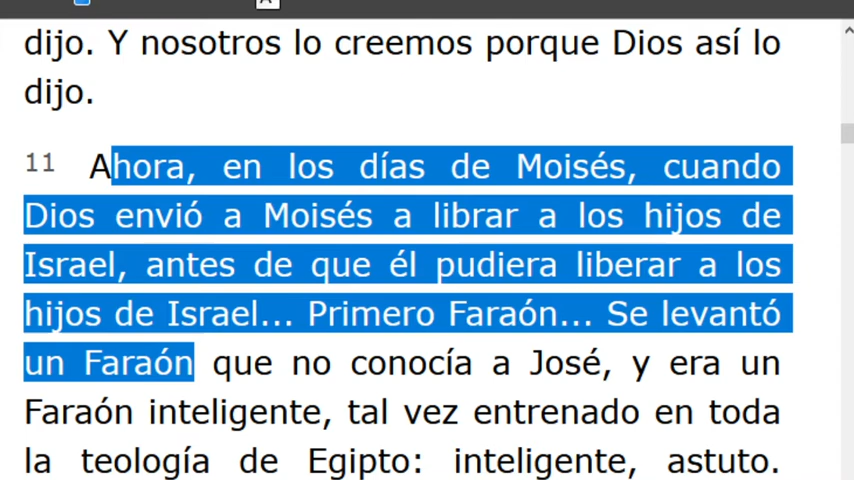 dijo. Y nosotros lo creemos porque Dios así lo
dijo.
11 Ahora, en los días de Moisés, cuando
Dios envió a Moisés a librar a los hijos de
Israel, antes de que él pudiera liberar a los
hijos de Israel... Primero Faraón... Se levantó
un Faraón que no conocía a José, y era un
Faraón inteligente, tal vez entrenado en toda
la teología de Egipto: inteligente, astuto.